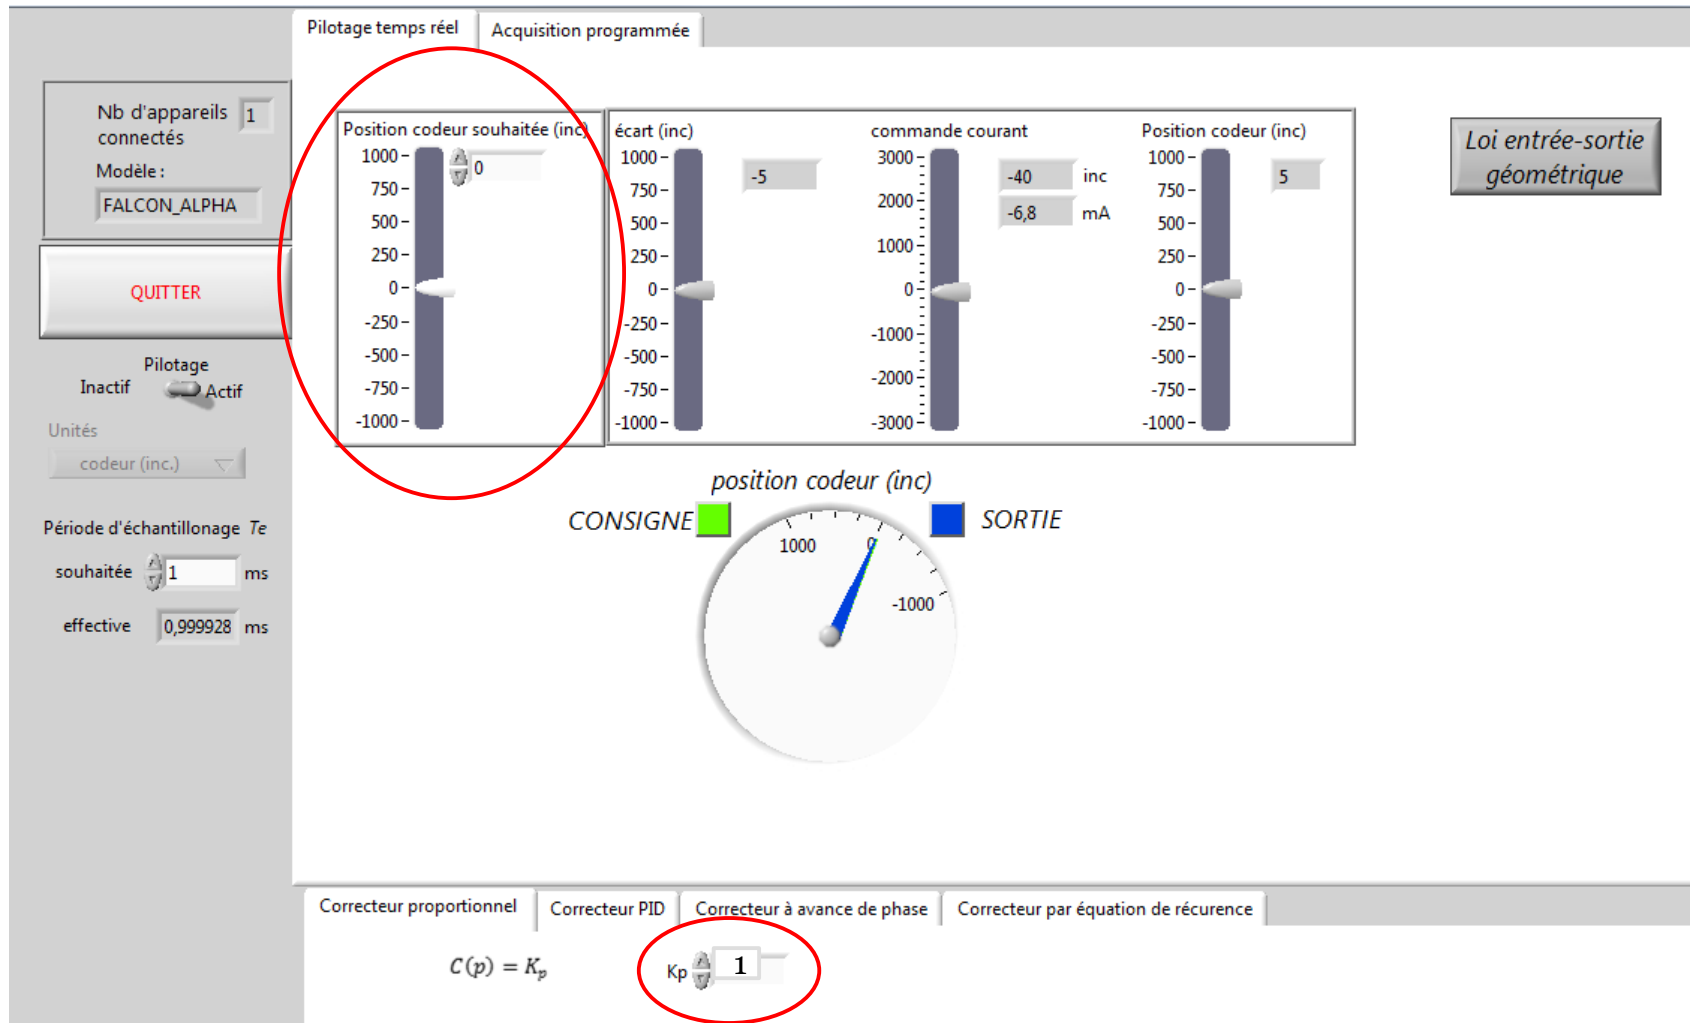 Pilotage temps réel
Acquisition programmée
Nb d'appareils
connectés
1
Modèle :
FALCON_ALPHA
QUITTER
Pilotage
Inactif
Actif
Unités
codeur (inc.)
Période d'échantillonage Te
souhaitée
1
ms
effective
0,999928
ms
Position codeur souhaitée (inc)
0
1000
750
500
250
0
-250
-500
-750
-1000
écart (inc)
-5
1000
750
500
250
0
-250
-500
-750
-1000
commande courant
-40 inc
-6,8 mA
3000
2000
1000
0
-1000
-2000
-3000
Position codeur (inc)
5
1000
750
500
250
0
-250
-500
-750
-1000
Loi entrée-sortie
géométrique
position codeur (inc)
CONSIGNE
SORTIE
1000
0
-1000
Correcteur proportionnel
Correcteur PID
Correcteur à avance de phase
Correcteur par équation de récurence
C(p) = Kp
Kp
1